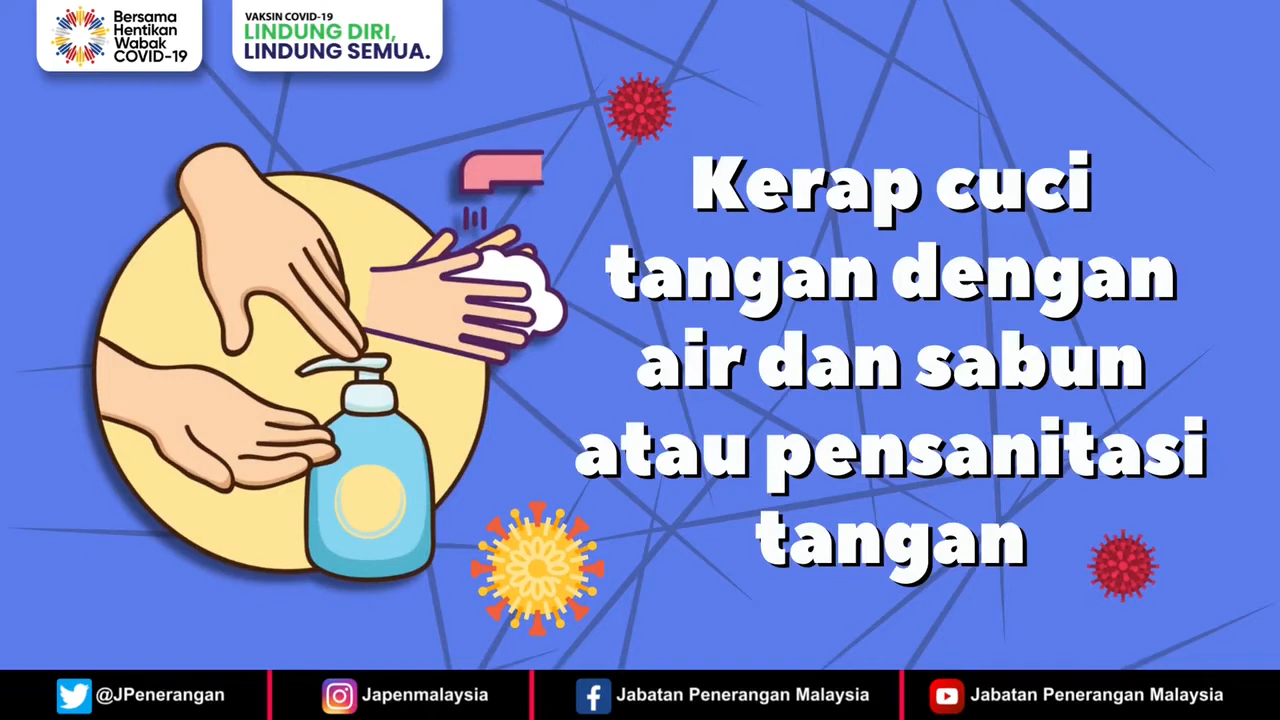 Bersama
Hentikan
Wabak
COVID-19
VAKSIN COVID-19
LINDUNG DIRI,
LINDUNG SEMUA.
Kerap cuci
tangan dengan
air dan sabun
atau pensanitasi
tangan
@JPenerangan
Japenmalaysia
Jabatan Penerangan Malaysia
Jabatan Penerangan Malaysia